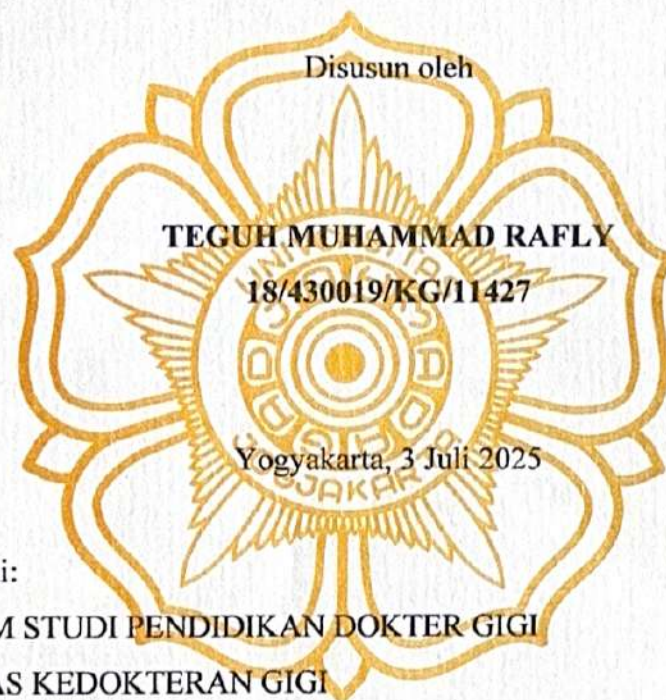 Disusun oleh
TEGUH MUHAMMAD RAFLY
18/430019/KG/11427
Yogyakarta, 3 Juli 2025
STUDI PENDIDIKAN DOKTER GIGI
KEDOKTERAN GIGI